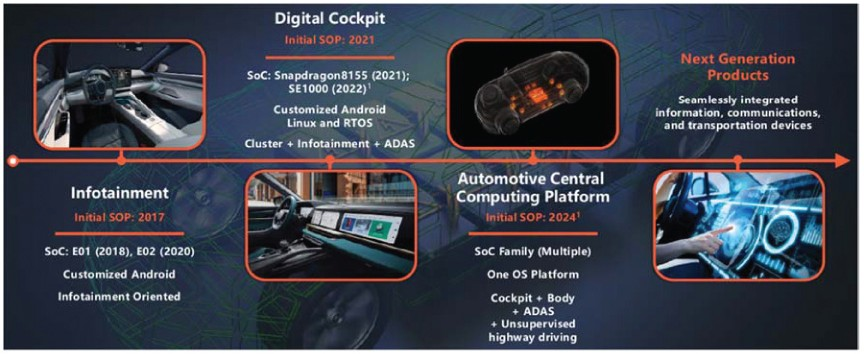 Digital Cockpit
Initial SOP: 2021
SoC: Snapdragon8155 (2021);
SE1000 (2022)¹
Customized Android
Linux and RTOS
Cluster + Infotainment + ADAS
Next Generation
Products
Seamlessly integrated
information, communications,
and transportation devices
Infotainment
Initial SOP: 2017
SoC: E01 (2018), E02 (2020)
Customized Android
Infotainment Oriented
Automotive Central
Computing Platform
Initial SOP: 2024¹
SoC Family (Multiple)
One OS Platform
Cockpit + Body
+ ADAS
+ Unsupervised
highway driving